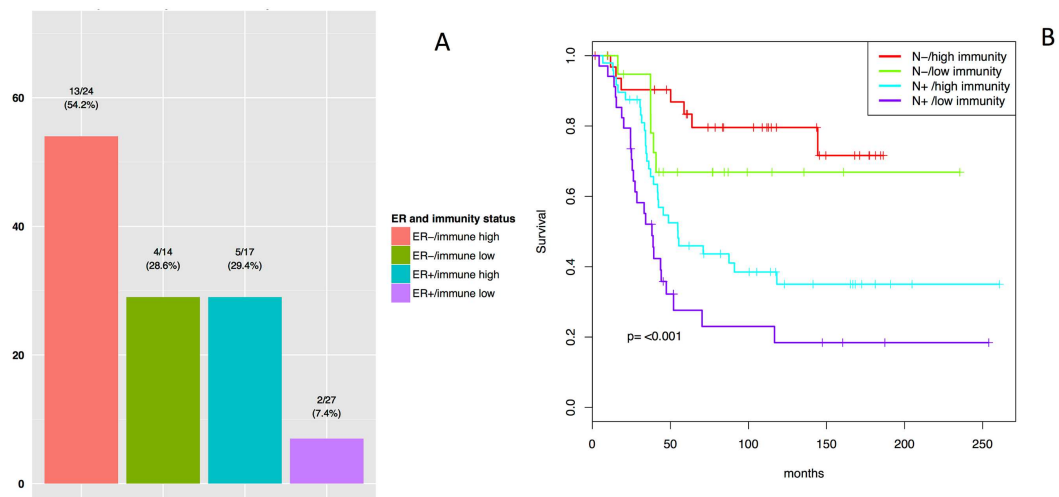 A
60
40
20
0
13/24
(54.2%)
4/14
(28.6%)
5/17
(29.4%)
2/27
(7.4%)
ER and immunity status
ER−/immune high
ER−/immune low
ER+/immune high
ER+/immune low
B
N−/high immunity
N−/low immunity
N+ /high immunity
N+ /low immunity
Survival
1.0
0.8
0.6
0.4
0.2
0.0
p= <0.001
0 50 100 150 200 250
months